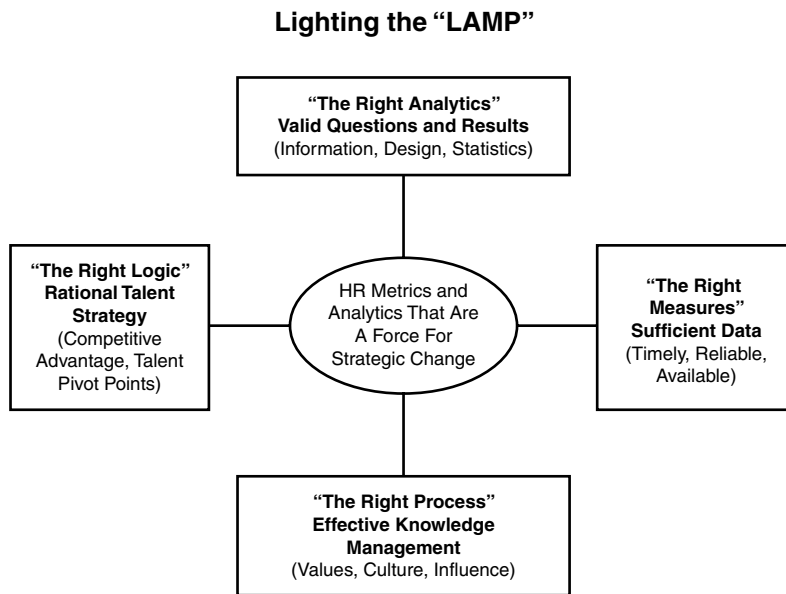 Lighting the “LAMP”
“The Right Analytics”
Valid Questions and Results
(Information, Design, Statistics)
“The Right Logic”
Rational Talent
Strategy
(Competitive
Advantage, Talent
Pivot Points)
HR Metrics and
Analytics That Are
A Force For
Strategic Change
“The Right
Measures”
Sufficient Data
(Timely, Reliable,
Available)
“The Right Process”
Effective Knowledge
Management
(Values, Culture, Influence)